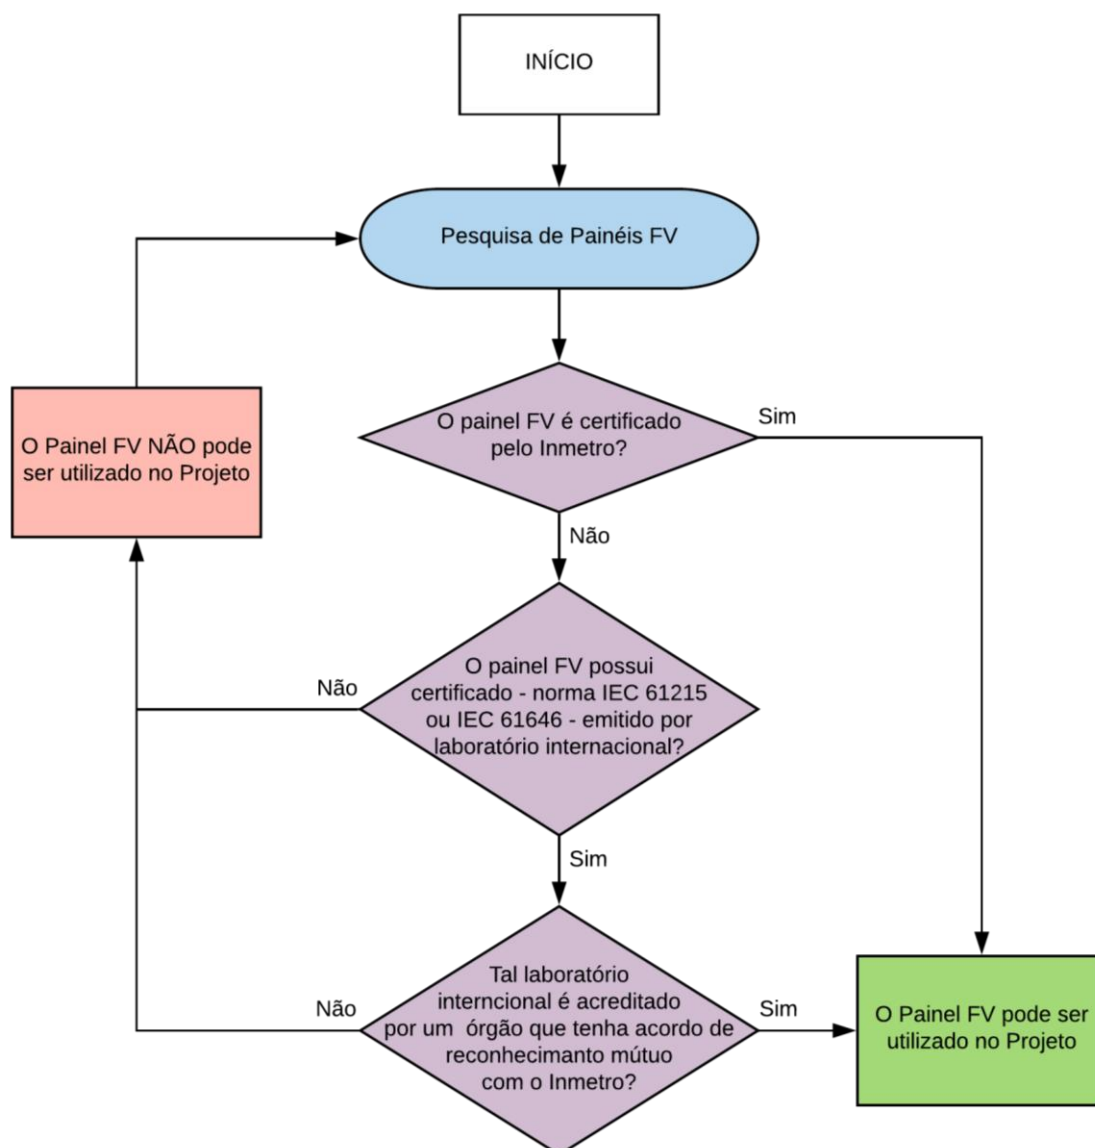 INÍCIO
Pesquisa de Painéis FV
O painel FV é certificado
pelo Inmetro?
Sim
O Painel FV NÃO pode
ser utilizado no Projeto
Não
O painel FV possui
certificado - norma IEC 61215
ou IEC 61646 - emitido por
laboratório internacional?
Não
Sim
Tal laboratório
interncional é acreditado
por um órgão que tenha acordo de
reconhecimanto mútuo
com o Inmetro?
Não
Sim
O Painel FV pode ser
utilizado no Projeto